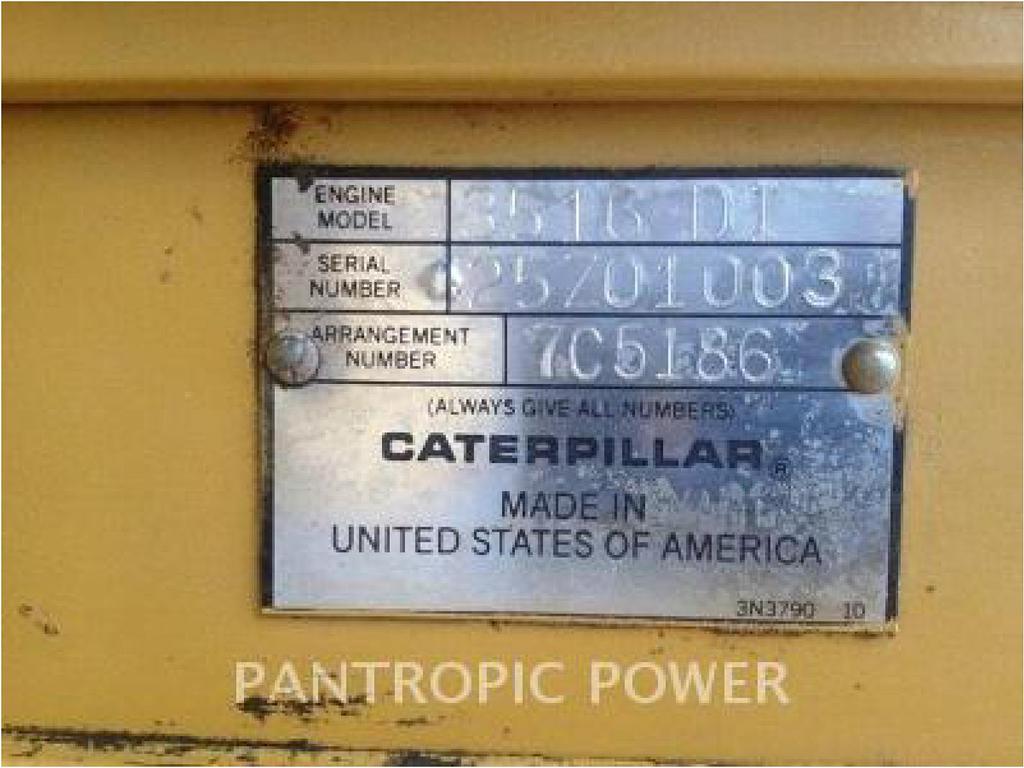 ENGINE MODEL 3516 DI
SERIAL NUMBER 25Z01003
ARRANGEMENT NUMBER 7C5186
(ALWAYS GIVE ALL NUMBERS)
CATERPILLAR®
MADE IN
UNITED STATES OF AMERICA
3N3790 10
PANTROPIC POWER